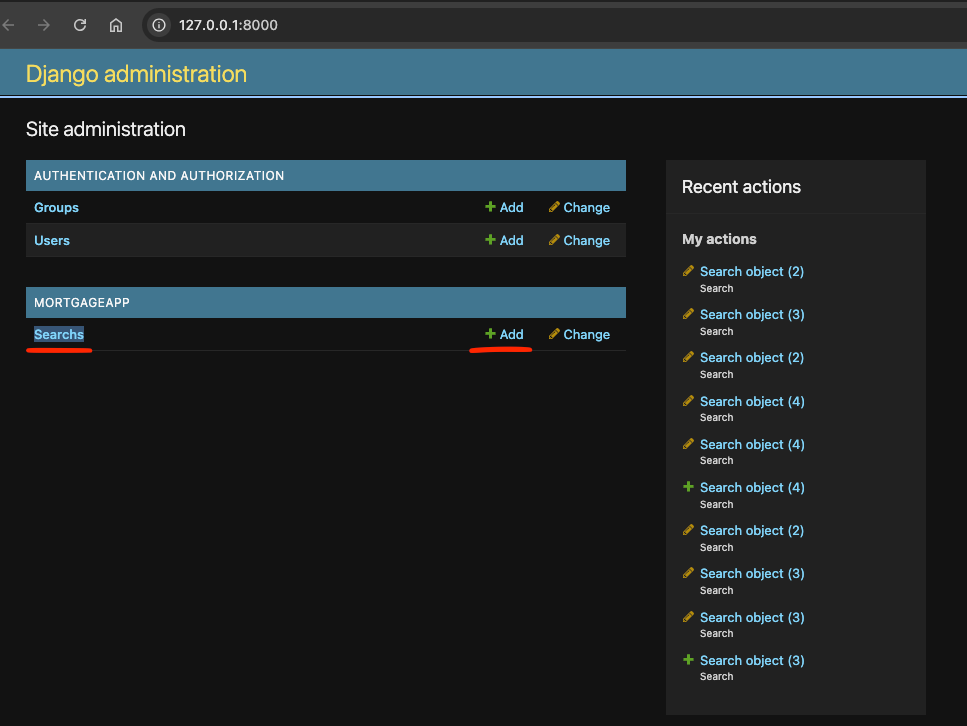 127.0.0.1:8000
Django administration
Site administration
AUTHENTICATION AND AUTHORIZATION
Groups Add Change
Users Add Change
MORTGAGEAPP
Searchs Add Change
Recent actions
My actions
Search object (2)
Search
Search object (3)
Search
Search object (2)
Search
Search object (4)
Search
Search object (4)
Search
Search object (4)
Search
Search object (2)
Search
Search object (3)
Search
Search object (3)
Search
Search object (3)
Search